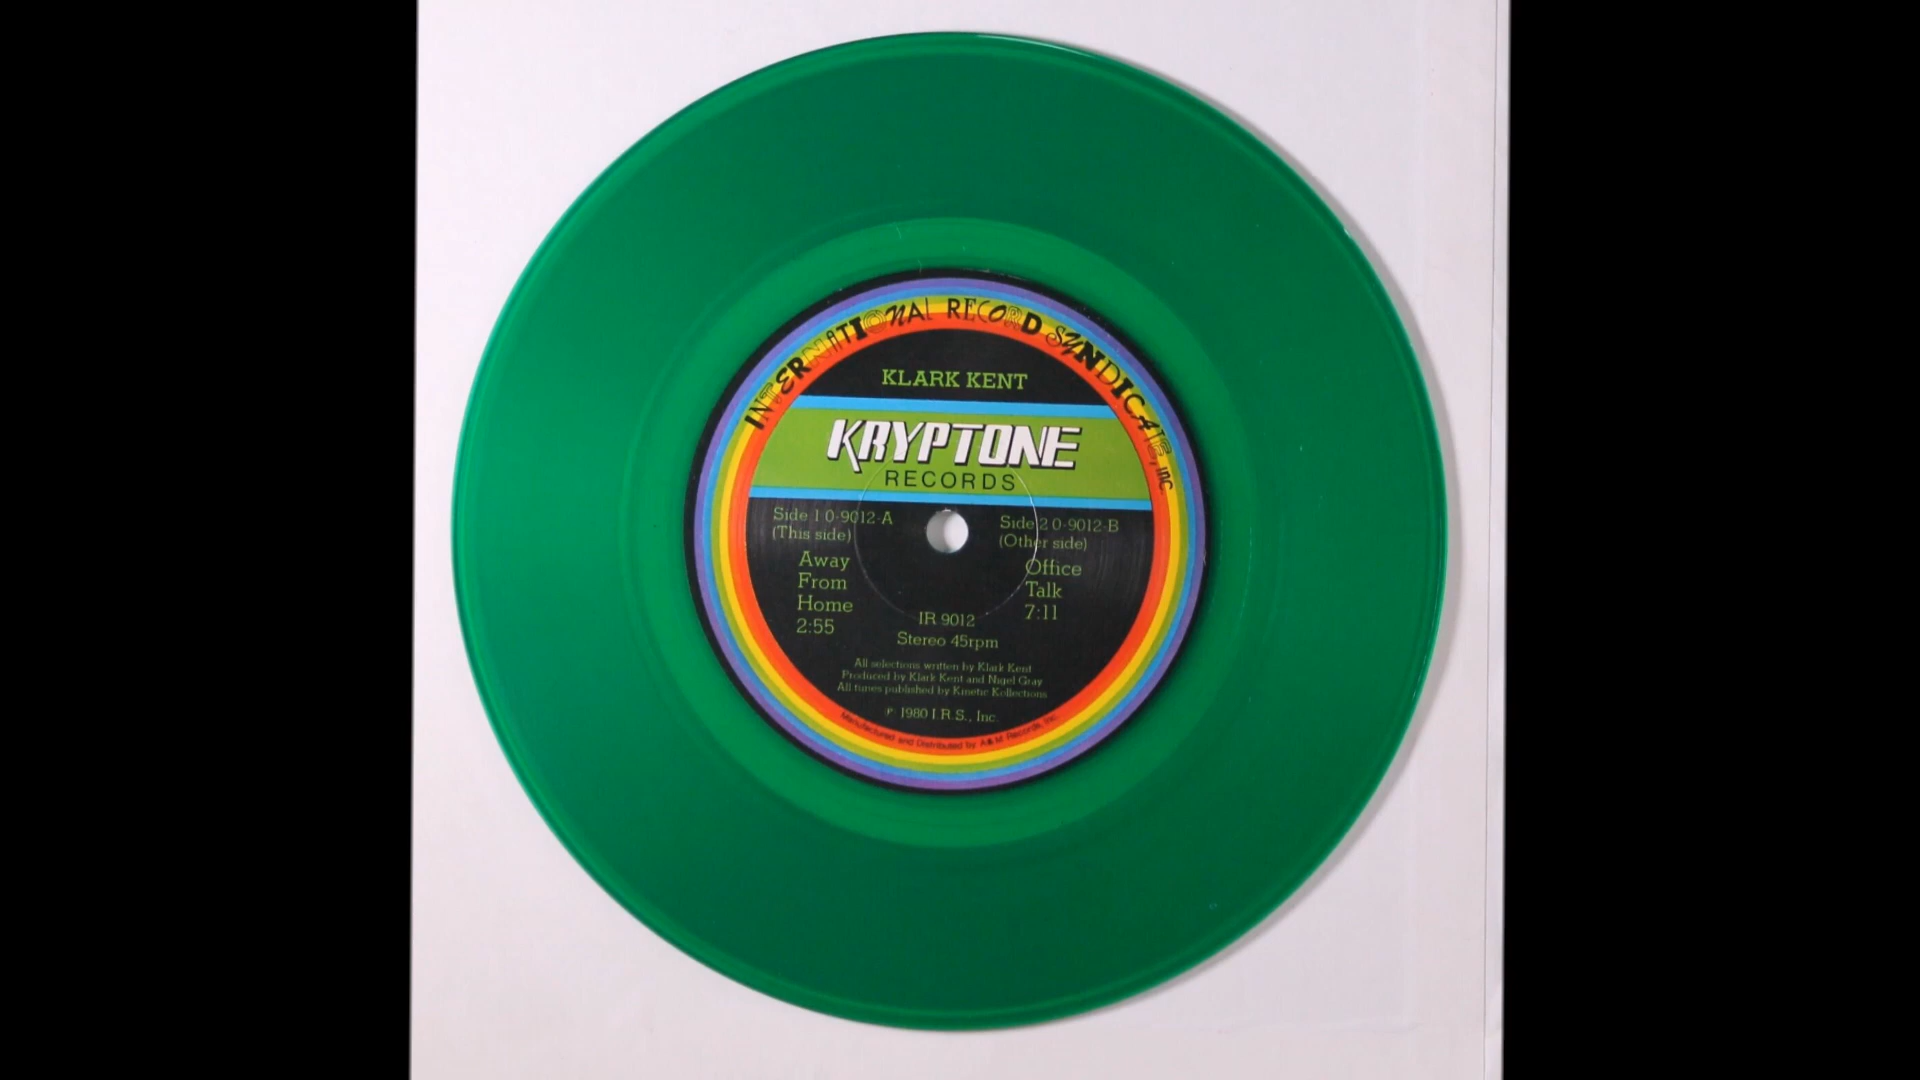 INTERNATIONAL RECORD SYNDICATE, INC.
KLARK KENT
KRYPTONE
RECORDS
Side 1 0-9012-A
(This side)
Away
From
Home
2:55
Side 2 0-9012-B
(Other side)
Office
Talk
7:11
IR 9012
Stereo 45rpm
All selections written by Klark Kent
Produced by Klark Kent and Nigel Gray
All tunes published by Kinetic Kollections
℗ 1980 I.R.S., Inc.
Manufactured and Distributed by A&M Records, Inc.